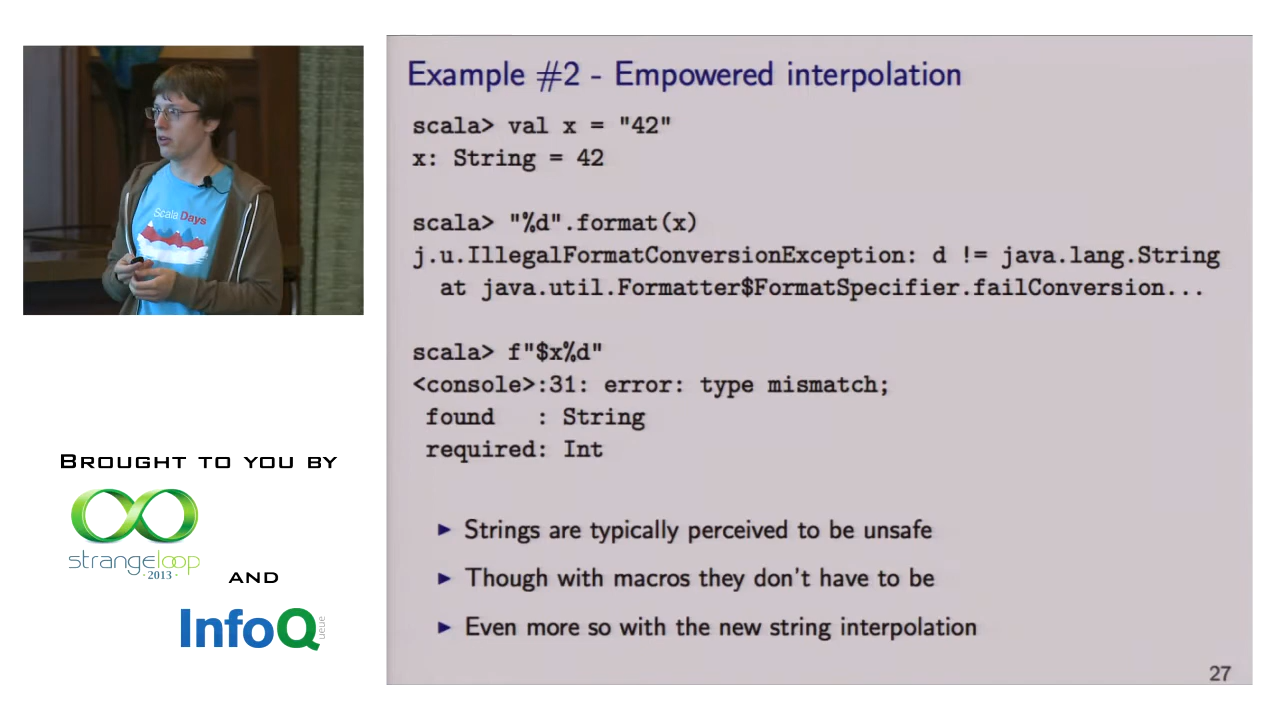 Example #2 - Empowered interpolation
scala> val x = "42"
x: String = 42
scala> "%d".format(x)
j.u.IllegalFormatConversionException: d != java.lang.String
at java.util.Formatter$FormatSpecifier.failConversion...
scala> f"$x%d"
<console>:31: error: type mismatch;
found : String
required: Int
▶ Strings are typically perceived to be unsafe
▶ Though with macros they don't have to be
▶ Even more so with the new string interpolation
27
Scala Days
BROUGHT TO YOU BY
strangeloop
·2013·
AND
InfoQ
queue